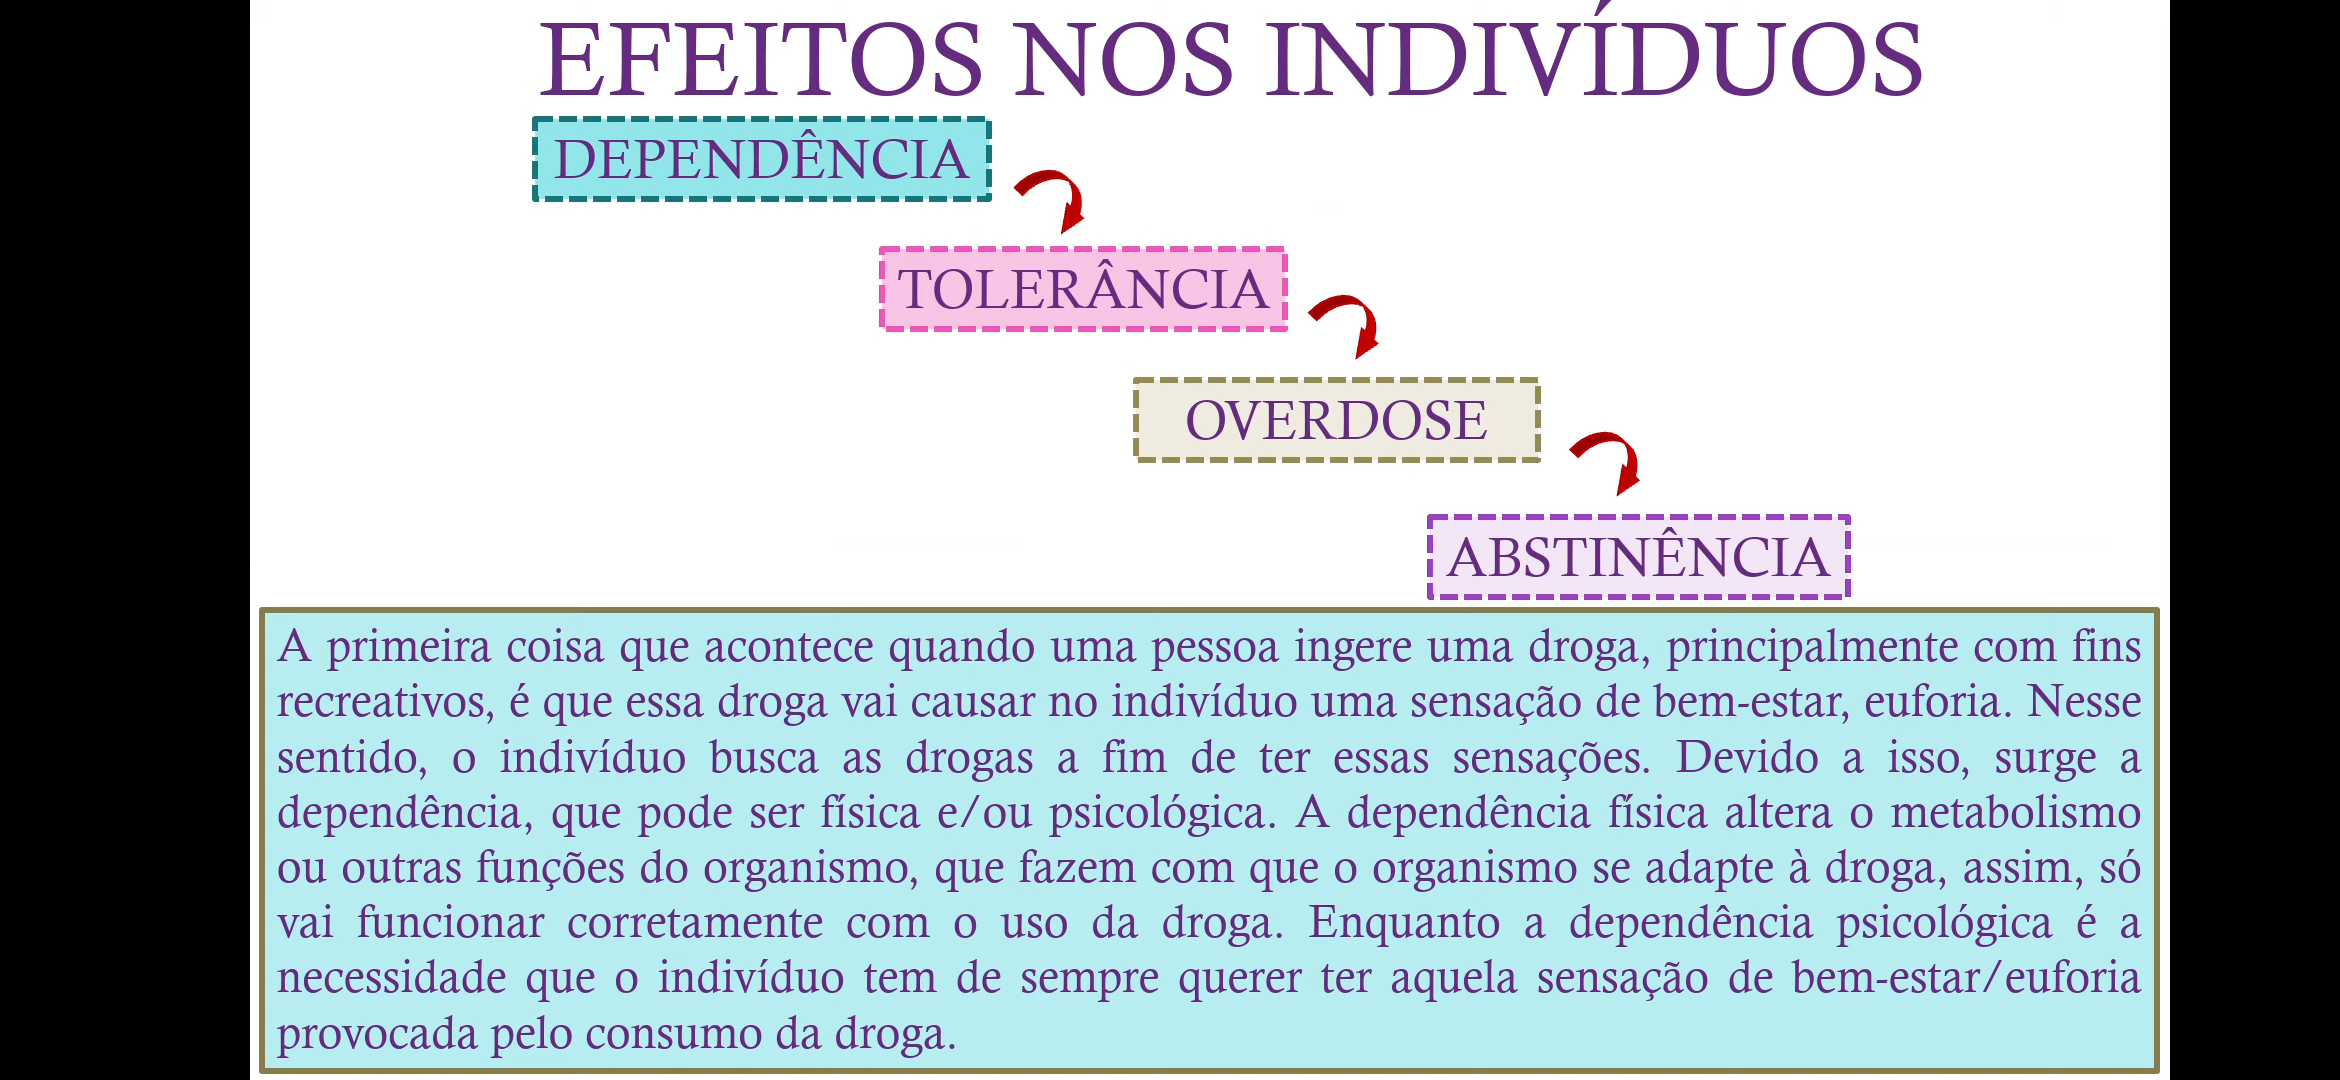 EFEITOS NOS INDIVÍDUOS
DEPENDÊNCIA
TOLERÂNCIA
OVERDOSE
ABSTINÊNCIA
A primeira coisa que acontece quando uma pessoa ingere uma droga, principalmente com fins
recreativos, é que essa droga vai causar no indivíduo uma sensação de bem-estar, euforia. Nesse
sentido, o indivíduo busca as drogas a fim de ter essas sensações. Devido a isso, surge a
dependência, que pode ser física e/ou psicológica. A dependência física altera o metabolismo
ou outras funções do organismo, que fazem com que o organismo se adapte à droga, assim, só
vai funcionar corretamente com o uso da droga. Enquanto a dependência psicológica é a
necessidade que o indivíduo tem de sempre querer ter aquela sensação de bem-estar/euforia
provocada pelo consumo da droga.